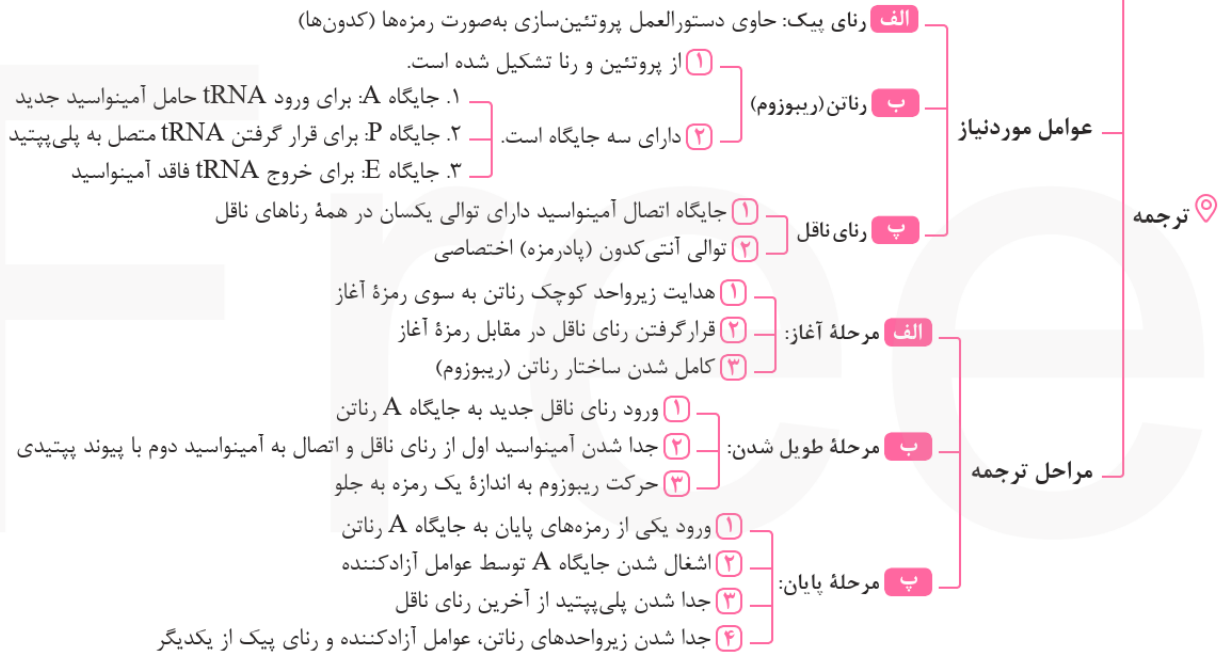 ترجمه
عوامل موردنیاز
الف رنای پیک: حاوی دستورالعمل پروتئین‌سازی به‌صورت رمزه‌ها (کدون‌ها)
ب رناتن(ریبوزوم)
۱ از پروتئین و رنا تشکیل شده است.
۲ دارای سه جایگاه است.
۱. جایگاه A: برای ورود tRNA حامل آمینواسید جدید
۲. جایگاه P: برای قرار گرفتن tRNA متصل به پلی‌پپتید
۳. جایگاه E: برای خروج tRNA فاقد آمینواسید
پ رنای ناقل
۱ جایگاه اتصال آمینواسید دارای توالی یکسان در همهٔ رناهای ناقل
۲ توالی آنتی‌کدون (پادرمزه) اختصاصی
مراحل ترجمه
الف مرحلهٔ آغاز:
۱ هدایت زیرواحد کوچک رناتن به سوی رمزهٔ آغاز
۲ قرارگرفتن رنای ناقل در مقابل رمزهٔ آغاز
۳ کامل شدن ساختار رناتن (ریبوزوم)
ب مرحلهٔ طویل شدن:
۱ ورود رنای ناقل جدید به جایگاه A رناتن
۲ جدا شدن آمینواسید اول از رنای ناقل و اتصال به آمینواسید دوم با پیوند پپتیدی
۳ حرکت ریبوزوم به اندازهٔ یک رمزه به جلو
پ مرحلهٔ پایان:
۱ ورود یکی از رمزه‌های پایان به جایگاه A رناتن
۲ اشغال شدن جایگاه A توسط عوامل آزادکننده
۳ جدا شدن پلی‌پپتید از آخرین رنای ناقل
۴ جدا شدن زیرواحدهای رناتن، عوامل آزادکننده و رنای پیک از یکدیگر
Free